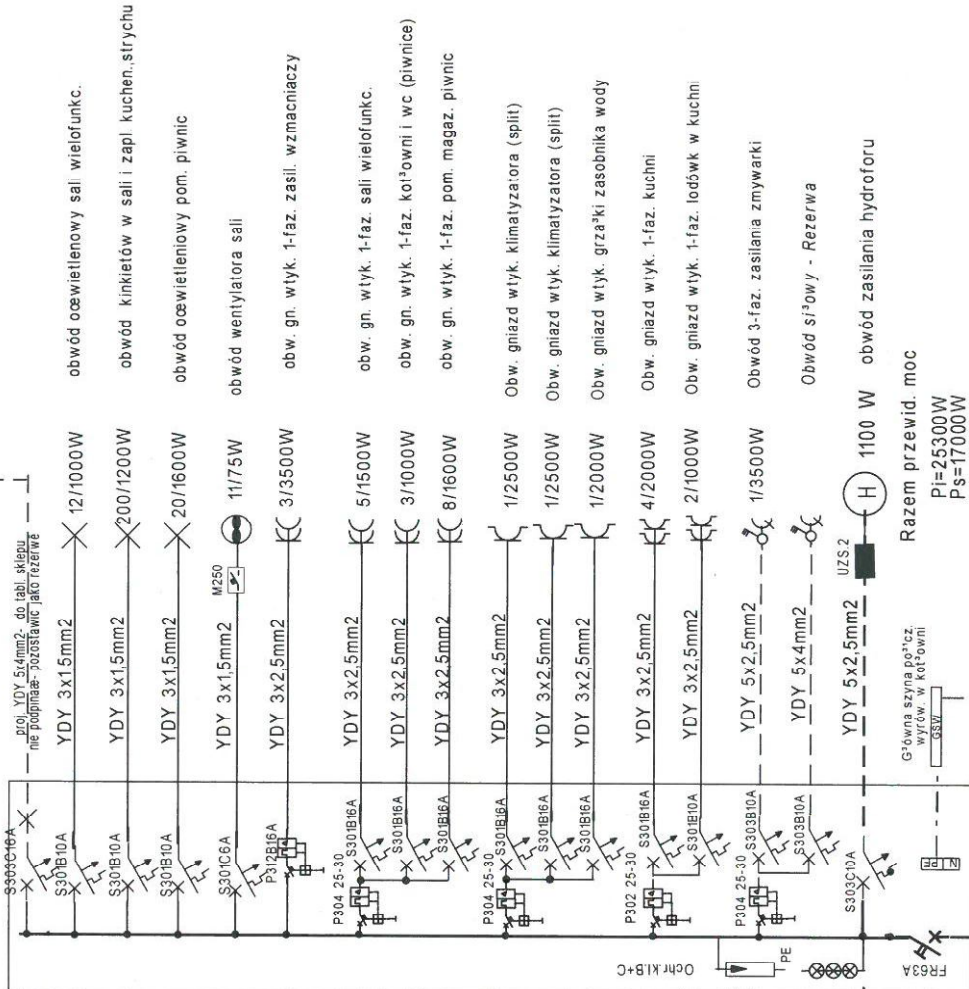 proj. YDY 5x4mm2- do tabl. sklepu
nie podpinaæ- pozostawic jako rezerwê
S303C16A
S301B10A YDY 3x1,5mm2 12/1000W obwód oœwietlenowy sali wielofunkc.
S301B10A YDY 3x1,5mm2 200/1200W obwód kinkietów w sali i zapl. kuchen.,strychu
S301B10A YDY 3x1,5mm2 20/1600W obwód oœwietleniowy pom. piwnic
S301C6A YDY 3x1,5mm2 M250 11/75W obwód wentylatora sali
P312B16A YDY 3x2,5mm2 3/3500W obw. gn. wtyk. 1-faz. zasil. wzmacniaczy
P304 25-30
S301B16A YDY 3x2,5mm2 5/1500W obw. gn. wtyk. 1-faz. sali wielofunkc.
S301B16A YDY 3x2,5mm2 3/1000W obw. gn. wtyk. 1-faz. kot³owni i wc (piwnice)
S301B16A YDY 3x2,5mm2 8/1600W obw. gn. wtyk. 1-faz. pom. magaz. piwnic
P304 25-30
S301B16A YDY 3x2,5mm2 1/2500W Obw. gniazd wtyk. klimatyzatora (split)
S301B16A YDY 3x2,5mm2 1/2500W Obw. gniazd wtyk. klimatyzatora (split)
S301B16A YDY 3x2,5mm2 1/2000W Obw. gniazd wtyk. grza³ki zasobnika wody
P302 25-30
S301B16A YDY 3x2,5mm2 4/2000W Obw. gniazd wtyk. 1-faz. kuchni
S301B10A YDY 3x2,5mm2 2/1000W Obw. gniazd wtyk. 1-faz. lodówk w kuchni
P304 25-30
S303B10A YDY 5x2,5mm2 1/3500W Obwód 3-faz. zasilania zmywarki
S303B10A YDY 5x4mm2 Obwód si³owy - Rezerwa
S303C10A YDY 5x2,5mm2 UZS.2 H 1100 W obwód zasilania hydroforu
Ochr.kl.B+C
PE
FR63A
N PE
G³ówna szyna po³¹cz.
wyrów. w kot³owni
GSW
Razem przewid. moc
Pi=25300W
Ps=17000W